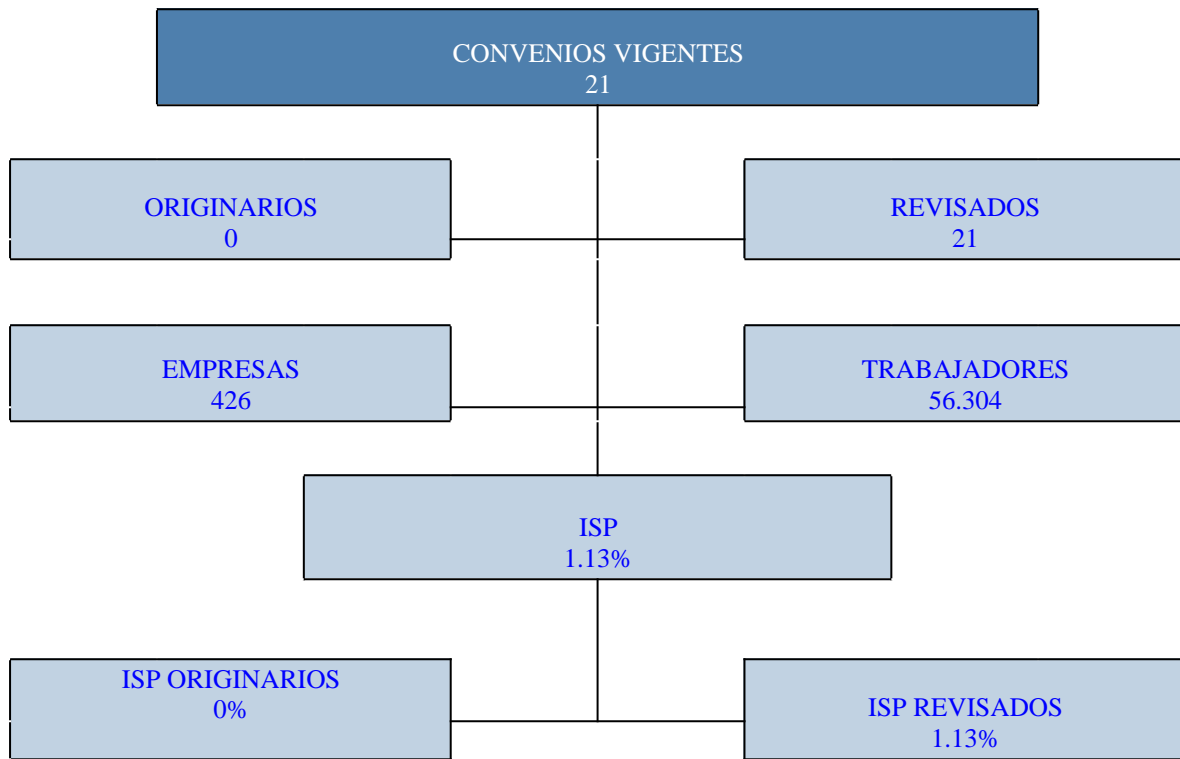 CONVENIOS VIGENTES
21
ORIGINARIOS
0
REVISADOS
21
EMPRESAS
426
TRABAJADORES
56.304
ISP
1.13%
ISP ORIGINARIOS
0%
ISP REVISADOS
1.13%